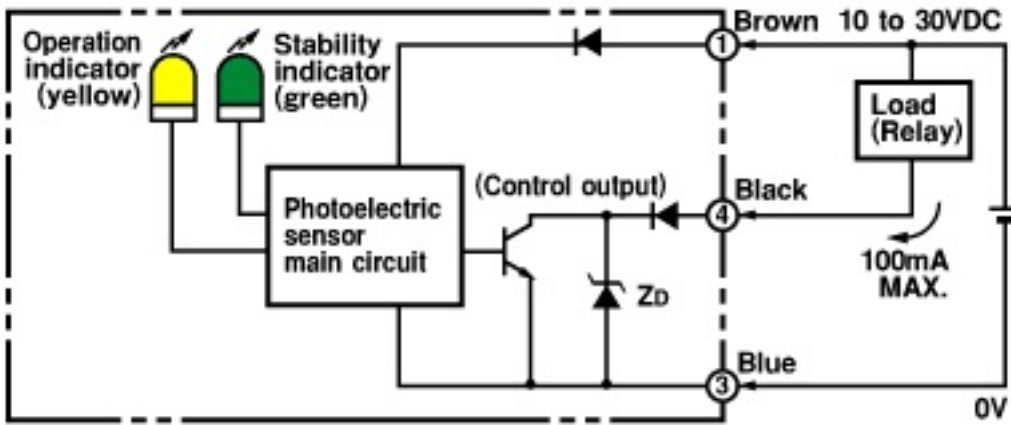 Operation
indicator
(yellow)
Stability
indicator
(green)
Photoelectric
sensor
main circuit
(Control output)
ZD
1
Brown
10 to 30VDC
Load
(Relay)
4
Black
100mA
MAX.
3
Blue
0V